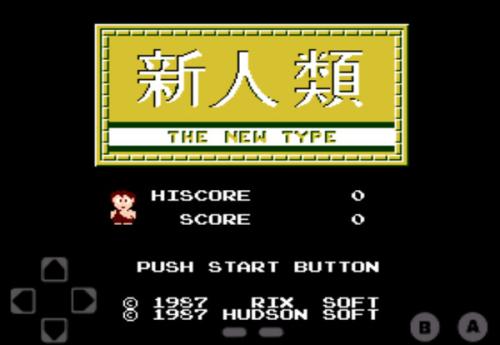 新人類
THE NEW TYPE
HISCORE 0
SCORE 0
PUSH START BUTTON
© 1987 RIX SOFT
© 1987 HUDSON SOFT
B A